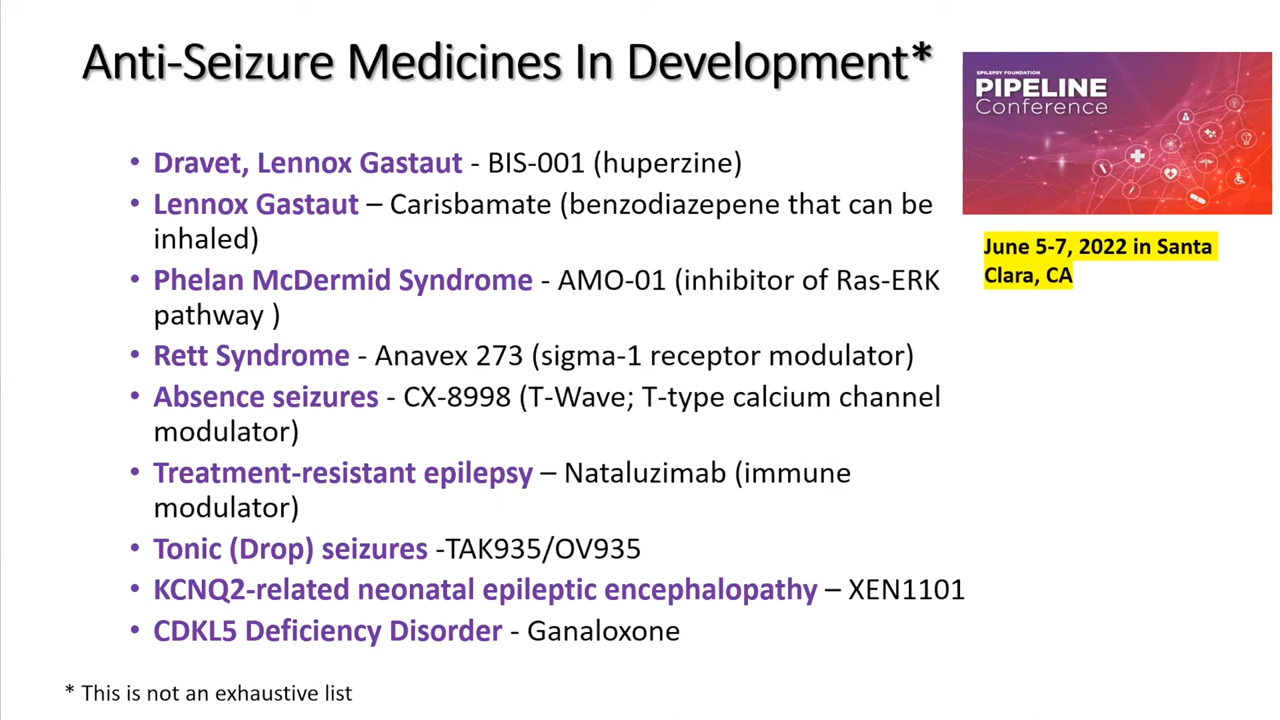 Anti-Seizure Medicines In Development*
EPILEPSY FOUNDATION
PIPELINE
Conference
June 5-7, 2022 in Santa
Clara, CA
• Dravet, Lennox Gastaut - BIS-001 (huperzine)
• Lennox Gastaut – Carisbamate (benzodiazepene that can be
inhaled)
• Phelan McDermid Syndrome - AMO-01 (inhibitor of Ras-ERK
pathway )
• Rett Syndrome - Anavex 273 (sigma-1 receptor modulator)
• Absence seizures - CX-8998 (T-Wave; T-type calcium channel
modulator)
• Treatment-resistant epilepsy – Nataluzimab (immune
modulator)
• Tonic (Drop) seizures -TAK935/OV935
• KCNQ2-related neonatal epileptic encephalopathy – XEN1101
• CDKL5 Deficiency Disorder - Ganaloxone
* This is not an exhaustive list